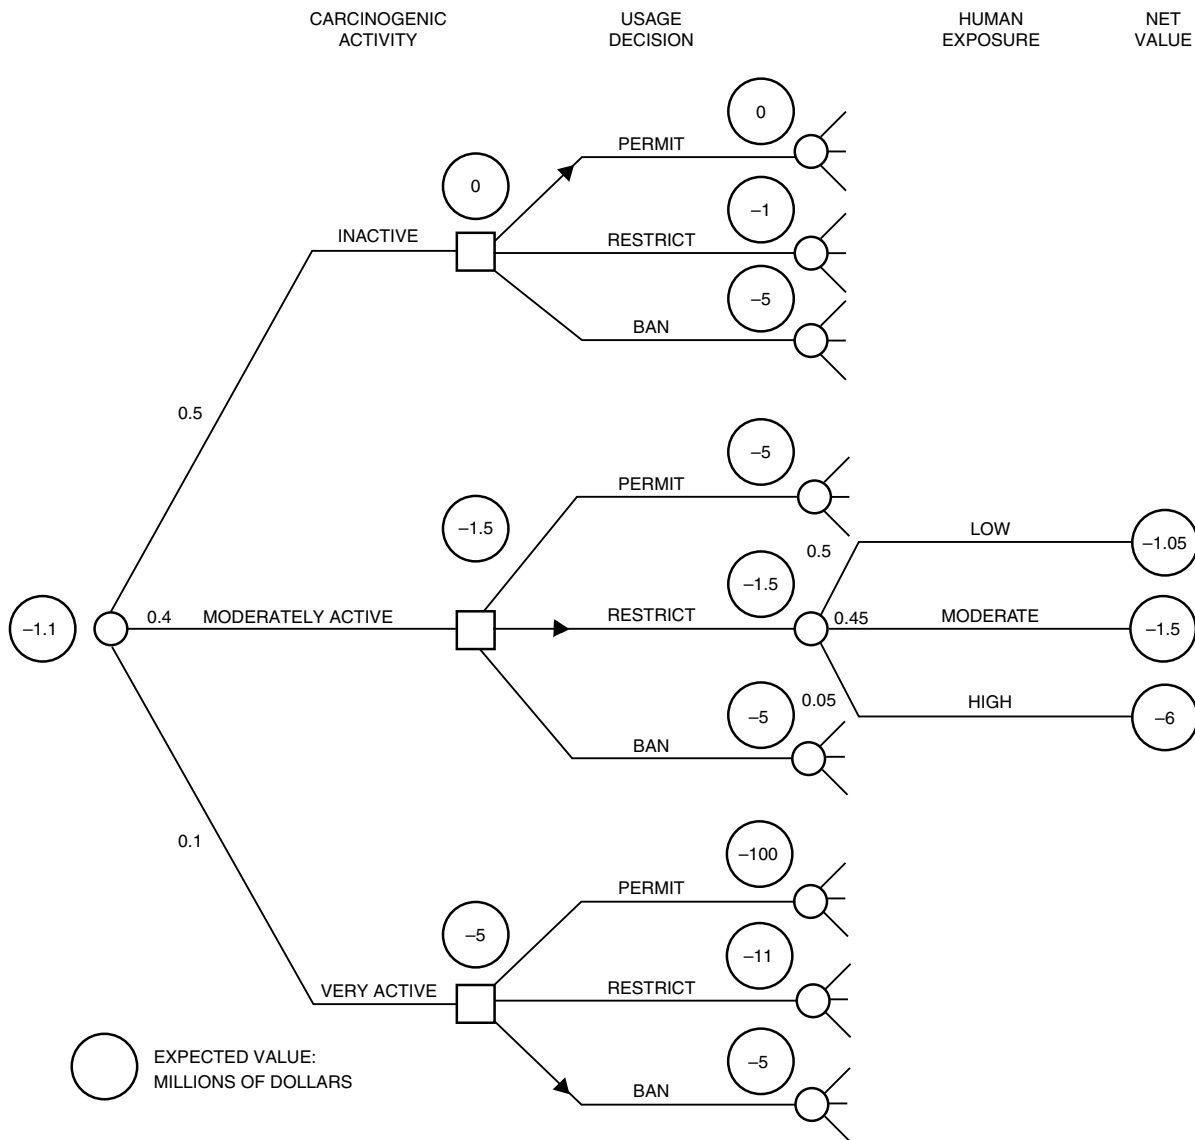 CARCINOGENIC
ACTIVITY
USAGE
DECISION
HUMAN
EXPOSURE
NET
VALUE
0
PERMIT
0
–1
INACTIVE
RESTRICT
–5
BAN
0.5
–5
PERMIT
–1.5
LOW
–1.05
0.5
–1.5
–1.1
0.4
MODERATELY ACTIVE
RESTRICT
0.45
MODERATE
–1.5
–5
0.05
HIGH
–6
BAN
0.1
–100
PERMIT
–5
–11
VERY ACTIVE
RESTRICT
–5
BAN
EXPECTED VALUE:
MILLIONS OF DOLLARS